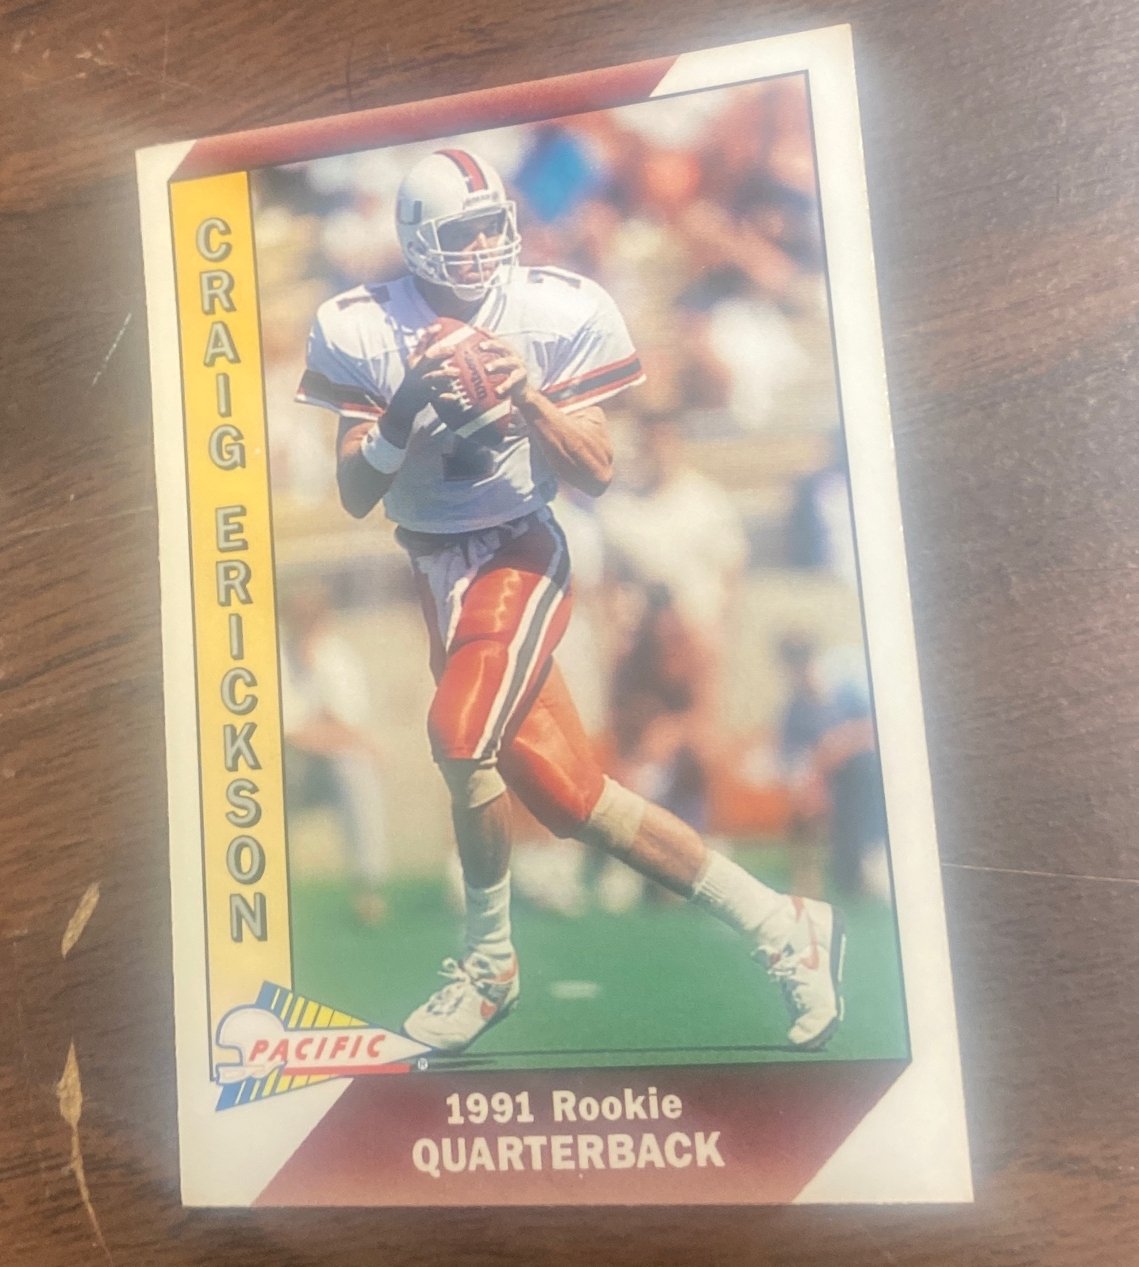 CRAIG ERICKSON
PACIFIC
®
1991 Rookie
QUARTERBACK